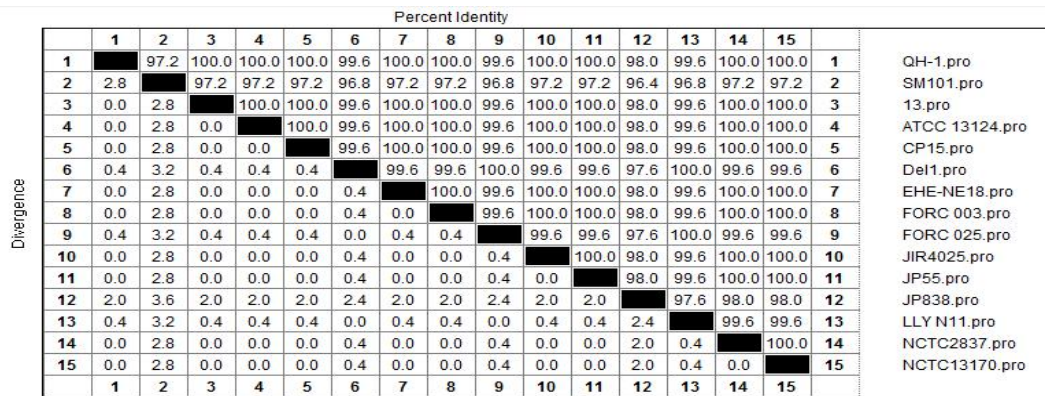 Percent Identity
1 2 3 4 5 6 7 8 9 10 11 12 13 14 15
1 97.2 100.0 100.0 100.0 99.6 100.0 100.0 99.6 100.0 100.0 98.0 99.6 100.0 100.0 1 QH-1.pro
2 2.8 97.2 97.2 97.2 96.8 97.2 97.2 96.8 97.2 97.2 96.4 96.8 97.2 97.2 2 SM101.pro
3 0.0 2.8 100.0 100.0 99.6 100.0 100.0 99.6 100.0 100.0 98.0 99.6 100.0 100.0 3 13.pro
4 0.0 2.8 0.0 100.0 99.6 100.0 100.0 99.6 100.0 100.0 98.0 99.6 100.0 100.0 4 ATCC 13124.pro
5 0.0 2.8 0.0 0.0 99.6 100.0 100.0 99.6 100.0 100.0 98.0 99.6 100.0 100.0 5 CP15.pro
6 0.4 3.2 0.4 0.4 0.4 99.6 99.6 100.0 99.6 99.6 97.6 100.0 99.6 99.6 6 Del1.pro
7 0.0 2.8 0.0 0.0 0.0 0.4 100.0 99.6 100.0 100.0 98.0 99.6 100.0 100.0 7 EHE-NE18.pro
8 0.0 2.8 0.0 0.0 0.0 0.4 0.0 99.6 100.0 100.0 98.0 99.6 100.0 100.0 8 FORC 003.pro
9 0.4 3.2 0.4 0.4 0.4 0.0 0.4 0.4 99.6 99.6 97.6 100.0 99.6 99.6 9 FORC 025.pro
10 0.0 2.8 0.0 0.0 0.0 0.4 0.0 0.0 0.4 100.0 98.0 99.6 100.0 100.0 10 JIR4025.pro
11 0.0 2.8 0.0 0.0 0.0 0.4 0.0 0.0 0.4 0.0 98.0 99.6 100.0 100.0 11 JP55.pro
12 2.0 3.6 2.0 2.0 2.0 2.4 2.0 2.0 2.4 2.0 2.0 97.6 98.0 98.0 12 JP838.pro
13 0.4 3.2 0.4 0.4 0.4 0.0 0.4 0.4 0.0 0.4 0.4 2.4 99.6 99.6 13 LLY N11.pro
14 0.0 2.8 0.0 0.0 0.0 0.4 0.0 0.0 0.4 0.0 0.0 2.0 0.4 100.0 14 NCTC2837.pro
15 0.0 2.8 0.0 0.0 0.0 0.4 0.0 0.0 0.4 0.0 0.0 2.0 0.4 0.0 15 NCTC13170.pro
1 2 3 4 5 6 7 8 9 10 11 12 13 14 15
Divergence